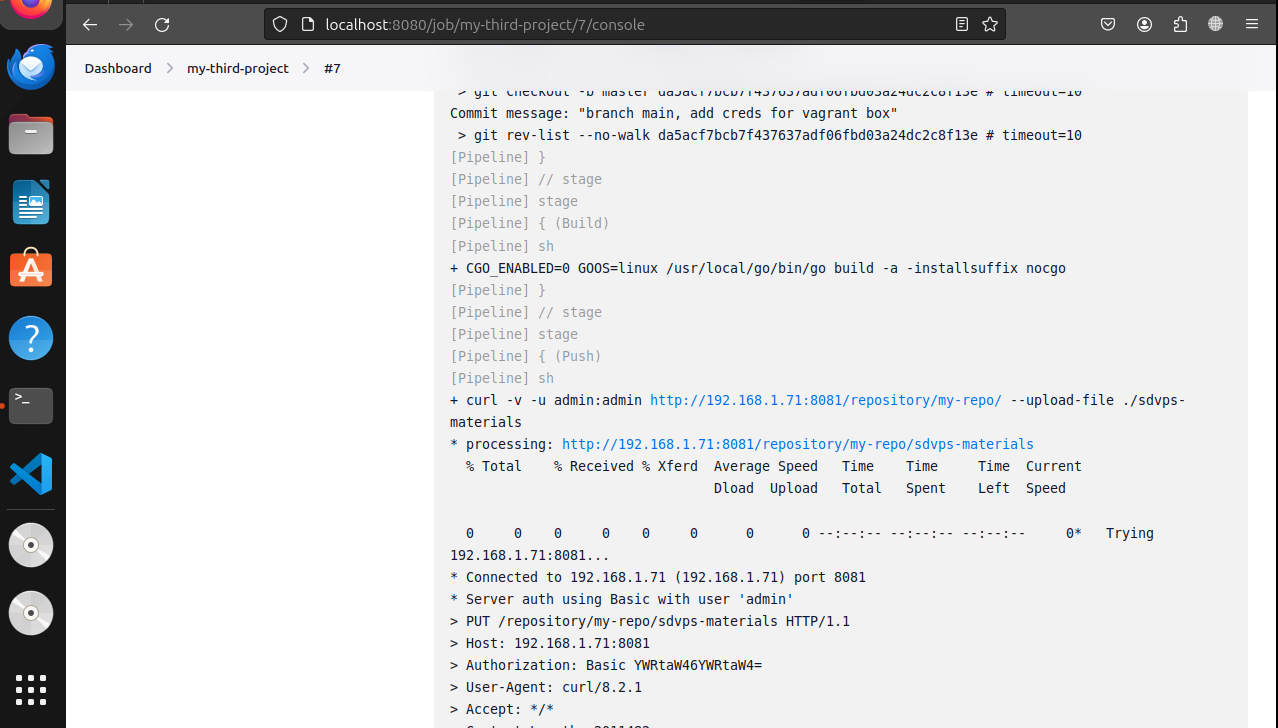 localhost:8080/job/my-third-project/7/console
Dashboard > my-third-project > #7
> git checkout -b master da5acf7bcb7f437637adf06fbd03a24dc2c8f13e # timeout=10
Commit message: "branch main, add creds for vagrant box"
> git rev-list --no-walk da5acf7bcb7f437637adf06fbd03a24dc2c8f13e # timeout=10
[Pipeline] }
[Pipeline] // stage
[Pipeline] stage
[Pipeline] { (Build)
[Pipeline] sh
+ CGO_ENABLED=0 GOOS=linux /usr/local/go/bin/go build -a -installsuffix nocgo
[Pipeline] }
[Pipeline] // stage
[Pipeline] stage
[Pipeline] { (Push)
[Pipeline] sh
+ curl -v -u admin:admin http://192.168.1.71:8081/repository/my-repo/ --upload-file ./sdvps-
materials
* processing: http://192.168.1.71:8081/repository/my-repo/sdvps-materials
% Total % Received % Xferd Average Speed Time Time Time Current
Dload Upload Total Spent Left Speed
0 0 0 0 0 0 0 0 --:--:-- --:--:-- --:--:-- 0* Trying
192.168.1.71:8081...
* Connected to 192.168.1.71 (192.168.1.71) port 8081
* Server auth using Basic with user 'admin'
> PUT /repository/my-repo/sdvps-materials HTTP/1.1
> Host: 192.168.1.71:8081
> Authorization: Basic YWRtaW46YWRtaW4=
> User-Agent: curl/8.2.1
> Accept: */*